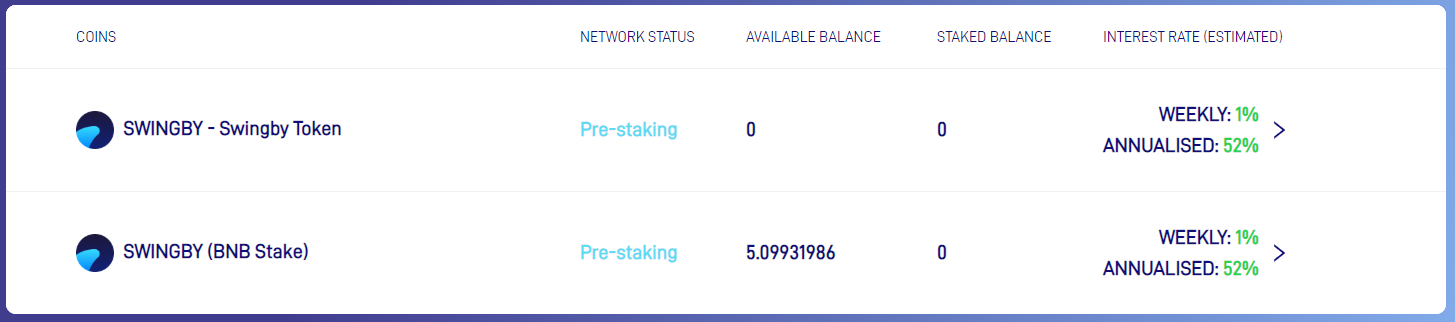 COINS NETWORK STATUS AVAILABLE BALANCE STAKED BALANCE INTEREST RATE (ESTIMATED)
SWINGBY - Swingby Token Pre-staking 0 0 WEEKLY: 1%
ANNUALISED: 52%
SWINGBY (BNB Stake) Pre-staking 5.09931986 0 WEEKLY: 1%
ANNUALISED: 52%